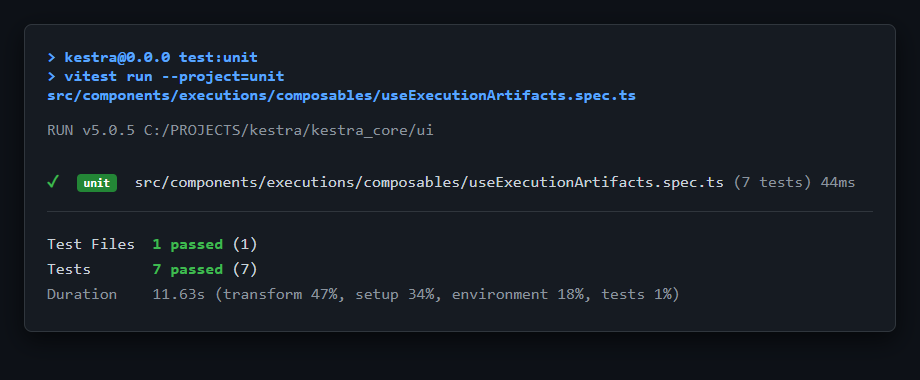 > kestra@0.0.0 test:unit
> vitest run --project=unit
src/components/executions/composables/useExecutionArtifacts.spec.ts
RUN v5.0.5 C:/PROJECTS/kestra/kestra_core/ui
✓ unit src/components/executions/composables/useExecutionArtifacts.spec.ts (7 tests) 44ms
Test Files 1 passed (1)
Tests 7 passed (7)
Duration 11.63s (transform 47%, setup 34%, environment 18%, tests 1%)